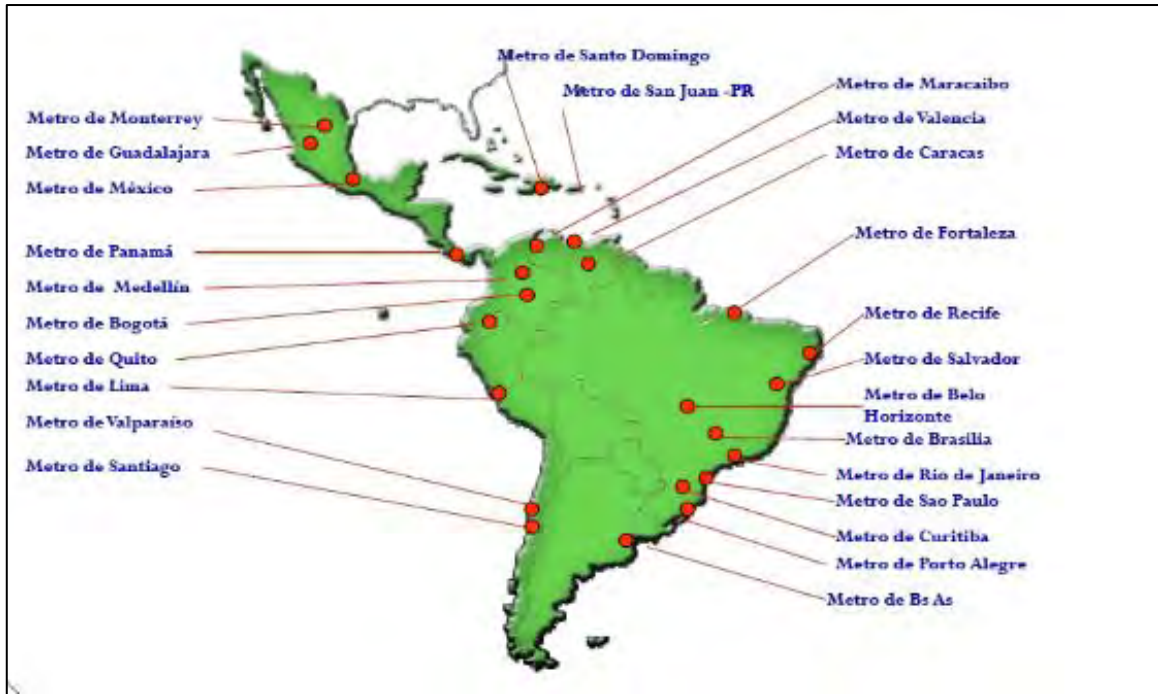 Metro de Santo Domingo
Metro de San Juan -PR
Metro de Monterrey
Metro de Guadalajara
Metro de México
Metro de Panamá
Metro de Medellín
Metro de Bogotá
Metro de Quito
Metro de Lima
Metro de Valparaíso
Metro de Santiago
Metro de Maracaibo
Metro de Valencia
Metro de Caracas
Metro de Fortaleza
Metro de Recife
Metro de Salvador
Metro de Belo
Horizonte
Metro de Brasilia
Metro de Río de Janeiro
Metro de Sao Paulo
Metro de Curitiba
Metro de Porto Alegre
Metro de Bs As